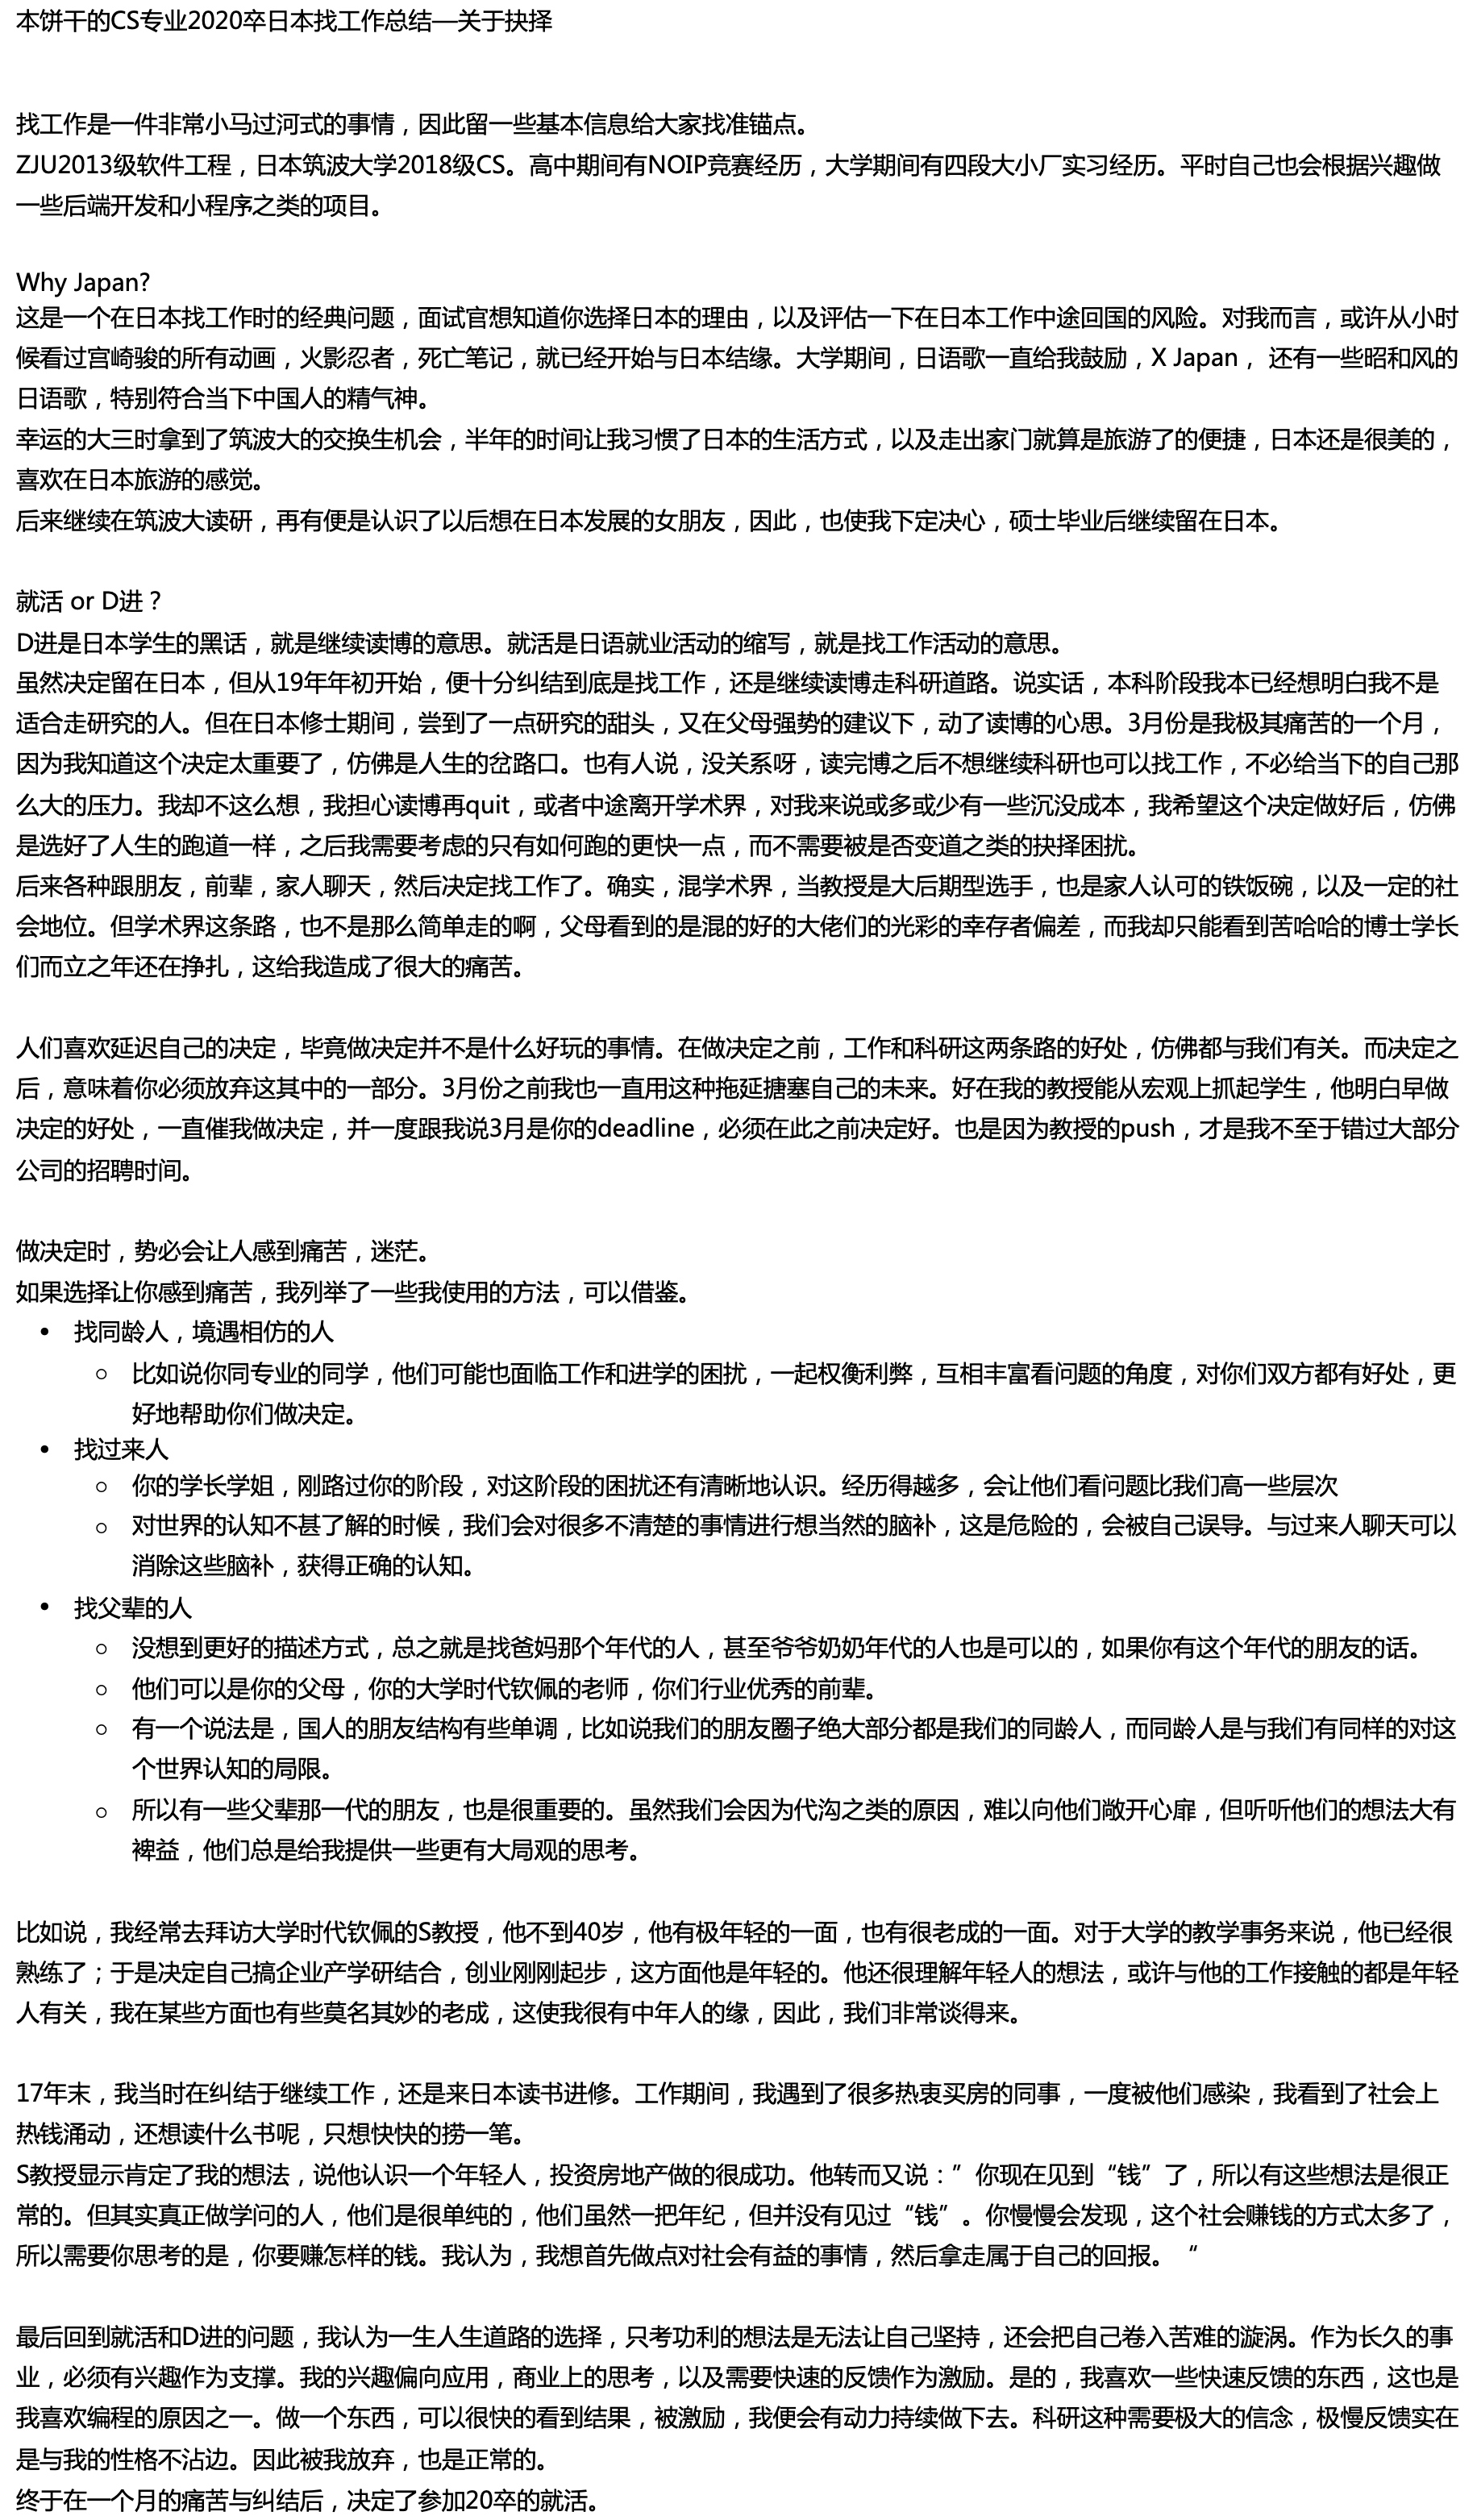 本饼干的CS专业2020卒日本找工作总结—关于抉择
找工作是一件非常小马过河式的事情，因此留一些基本信息给大家找准锚点。
ZJU2013级软件工程，日本筑波大学2018级CS。高中期间有NOIP竞赛经历，大学期间有四段大小厂实习经历。平时自己也会根据兴趣做
一些后端开发和小程序之类的项目。
Why Japan?
这是一个在日本找工作时的经典问题，面试官想知道你选择日本的理由，以及评估一下在日本工作中途回国的风险。对我而言，或许从小时
候看过宫崎骏的所有动画，火影忍者，死亡笔记，就已经开始与日本结缘。大学期间，日语歌一直给我鼓励，X Japan， 还有一些昭和风的
日语歌，特别符合当下中国人的精气神。
幸运的大三时拿到了筑波大的交换生机会，半年的时间让我习惯了日本的生活方式，以及走出家门就算是旅游了的便捷，日本还是很美的，
喜欢在日本旅游的感觉。
后来继续在筑波大读研，再有便是认识了以后想在日本发展的女朋友，因此，也使我下定决心，硕士毕业后继续留在日本。
就活 or D进？
D进是日本学生的黑话，就是继续读博的意思。就活是日语就业活动的缩写，就是找工作活动的意思。
虽然决定留在日本，但从19年年初开始，便十分纠结到底是找工作，还是继续读博走科研道路。说实话，本科阶段我本已经想明白我不是
适合走研究的人。但在日本修士期间，尝到了一点研究的甜头，又在父母强势的建议下，动了读博的心思。3月份是我极其痛苦的一个月，
因为我知道这个决定太重要了，仿佛是人生的岔路口。也有人说，没关系呀，读完博之后不想继续科研也可以找工作，不必给当下的自己那
么大的压力。我却不这么想，我担心读博再quit，或者中途离开学术界，对我来说或多或少有一些沉没成本，我希望这个决定做好后，仿佛
是选好了人生的跑道一样，之后我需要考虑的只有如何跑的更快一点，而不需要被是否变道之类的抉择困扰。
后来各种跟朋友，前辈，家人聊天，然后决定找工作了。确实，混学术界，当教授是大后期型选手，也是家人认可的铁饭碗，以及一定的社
会地位。但学术界这条路，也不是那么简单走的啊，父母看到的是混的好的大佬们的光彩的幸存者偏差，而我却只能看到苦哈哈的博士学长
们而立之年还在挣扎，这给我造成了很大的痛苦。
人们喜欢延迟自己的决定，毕竟做决定并不是什么好玩的事情。在做决定之前，工作和科研这两条路的好处，仿佛都与我们有关。而决定之
后，意味着你必须放弃这其中的一部分。3月份之前我也一直用这种拖延搪塞自己的未来。好在我的教授能从宏观上抓起学生，他明白早做
决定的好处，一直催我做决定，并一度跟我说3月是你的deadline，必须在此之前决定好。也是因为教授的push，才是我不至于错过大部分
公司的招聘时间。
做决定时，势必会让人感到痛苦，迷茫。
如果选择让你感到痛苦，我列举了一些我使用的方法，可以借鉴。
• 找同龄人，境遇相仿的人
○ 比如说你同专业的同学，他们可能也面临工作和进学的困扰，一起权衡利弊，互相丰富看问题的角度，对你们双方都有好处，更
好地帮助你们做决定。
• 找过来人
○ 你的学长学姐，刚路过你的阶段，对这阶段的困扰还有清晰地认识。经历得越多，会让他们看问题比我们高一些层次
○ 对世界的认知不甚了解的时候，我们会对很多不清楚的事情进行想当然的脑补，这是危险的，会被自己误导。与过来人聊天可以
消除这些脑补，获得正确的认知。
• 找父辈的人
○ 没想到更好的描述方式，总之就是找爸妈那个年代的人，甚至爷爷奶奶年代的人也是可以的，如果你有这个年代的朋友的话。
○ 他们可以是你的父母，你的大学时代钦佩的老师，你们行业优秀的前辈。
○ 有一个说法是，国人的朋友结构有些单调，比如说我们的朋友圈子绝大部分都是我们的同龄人，而同龄人是与我们有同样的对这
个世界认知的局限。
○ 所以有一些父辈那一代的朋友，也是很重要的。虽然我们会因为代沟之类的原因，难以向他们敞开心扉，但听听他们的想法大有
裨益，他们总是给我提供一些更有大局观的思考。
比如说，我经常去拜访大学时代钦佩的S教授，他不到40岁，他有极年轻的一面，也有很老成的一面。对于大学的教学事务来说，他已经很
熟练了；于是决定自己搞企业产学研结合，创业刚刚起步，这方面他是年轻的。他还很理解年轻人的想法，或许与他的工作接触的都是年轻
人有关，我在某些方面也有些莫名其妙的老成，这使我很有中年人的缘，因此，我们非常谈得来。
17年末，我当时在纠结于继续工作，还是来日本读书进修。工作期间，我遇到了很多热衷买房的同事，一度被他们感染，我看到了社会上
热钱涌动，还想读什么书呢，只想快快的捞一笔。
S教授显示肯定了我的想法，说他认识一个年轻人，投资房地产做的很成功。他转而又说：”你现在见到“钱”了，所以有这些想法是很正
常的。但其实真正做学问的人，他们是很单纯的，他们虽然一把年纪，但并没有见过“钱”。你慢慢会发现，这个社会赚钱的方式太多了，
所以需要你思考的是，你要赚怎样的钱。我认为，我想首先做点对社会有益的事情，然后拿走属于自己的回报。“
最后回到就活和D进的问题，我认为一生人生道路的选择，只考功利的想法是无法让自己坚持，还会把自己卷入苦难的漩涡。作为长久的事
业，必须有兴趣作为支撑。我的兴趣偏向应用，商业上的思考，以及需要快速的反馈作为激励。是的，我喜欢一些快速反馈的东西，这也是
我喜欢编程的原因之一。做一个东西，可以很快的看到结果，被激励，我便会有动力持续做下去。科研这种需要极大的信念，极慢反馈实在
是与我的性格不沾边。因此被我放弃，也是正常的。
终于在一个月的痛苦与纠结后，决定了参加20卒的就活。